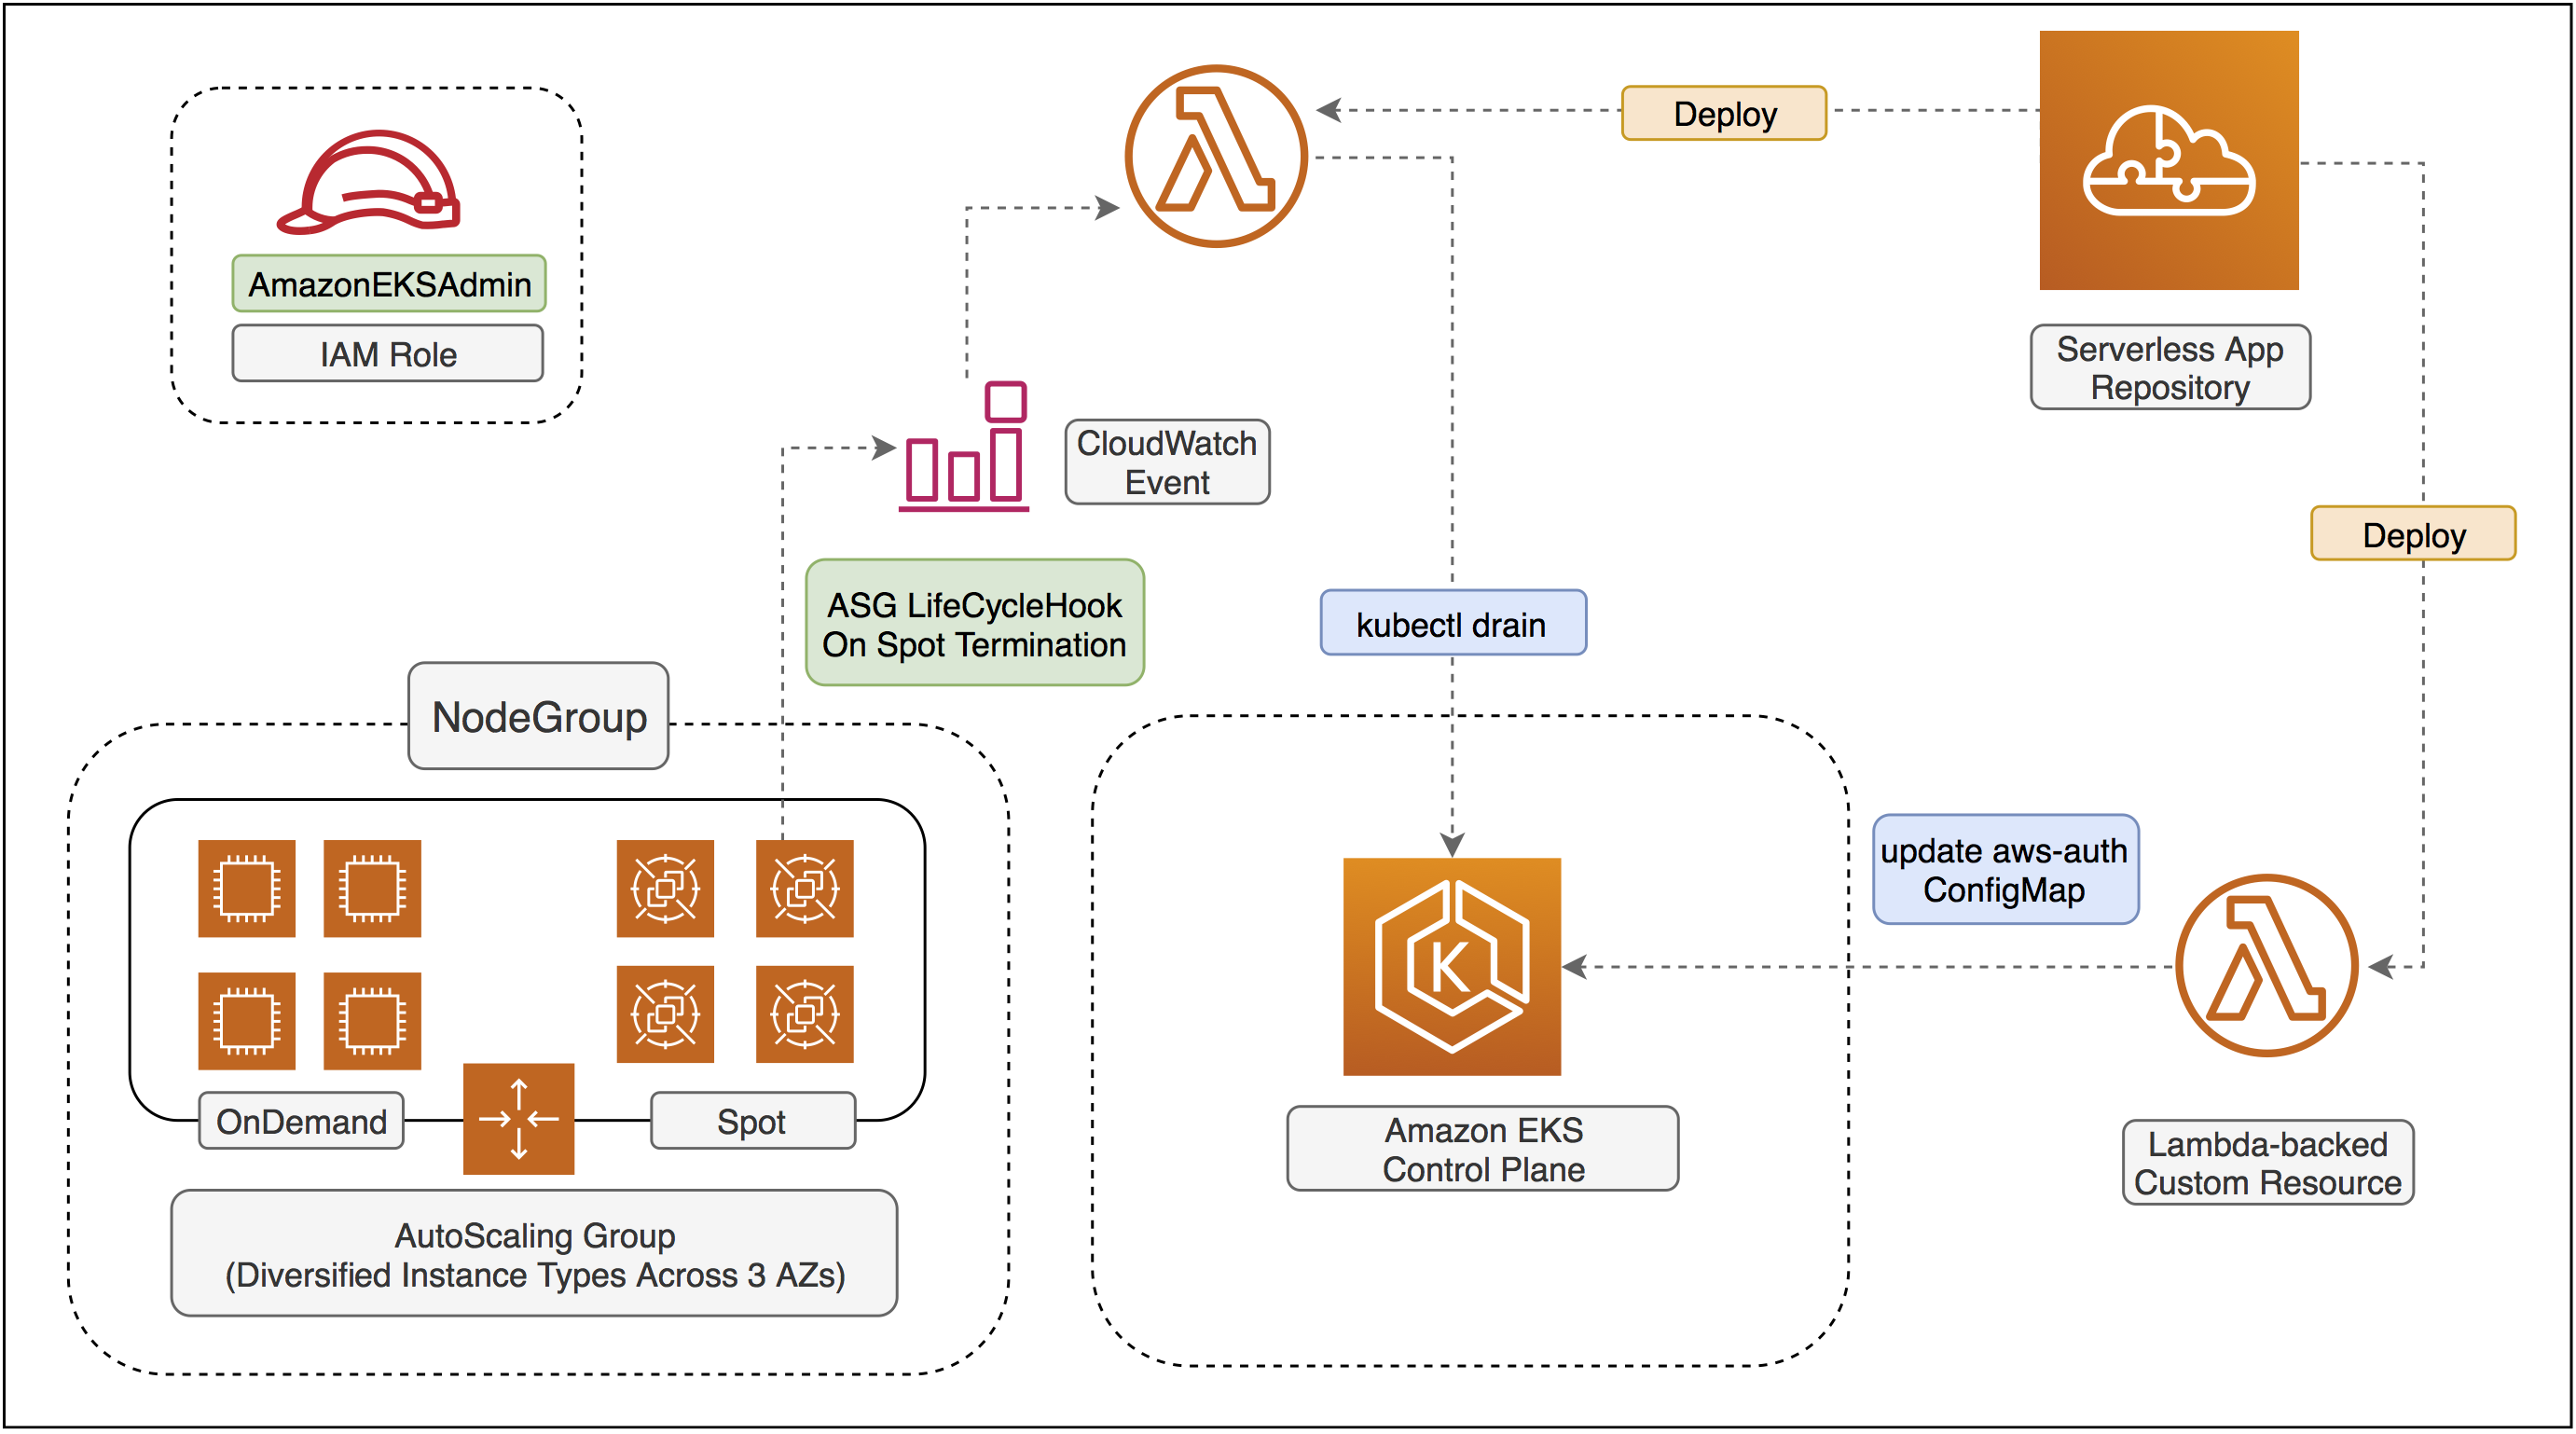 AmazonEKSAdmin
IAM Role
Deploy
Serverless App
Repository
CloudWatch
Event
Deploy
ASG LifeCycleHook
On Spot Termination
kubectl drain
NodeGroup
update aws-auth
ConfigMap
K
OnDemand
Spot
Amazon EKS
Control Plane
Lambda-backed
Custom Resource
AutoScaling Group
(Diversified Instance Types Across 3 AZs)